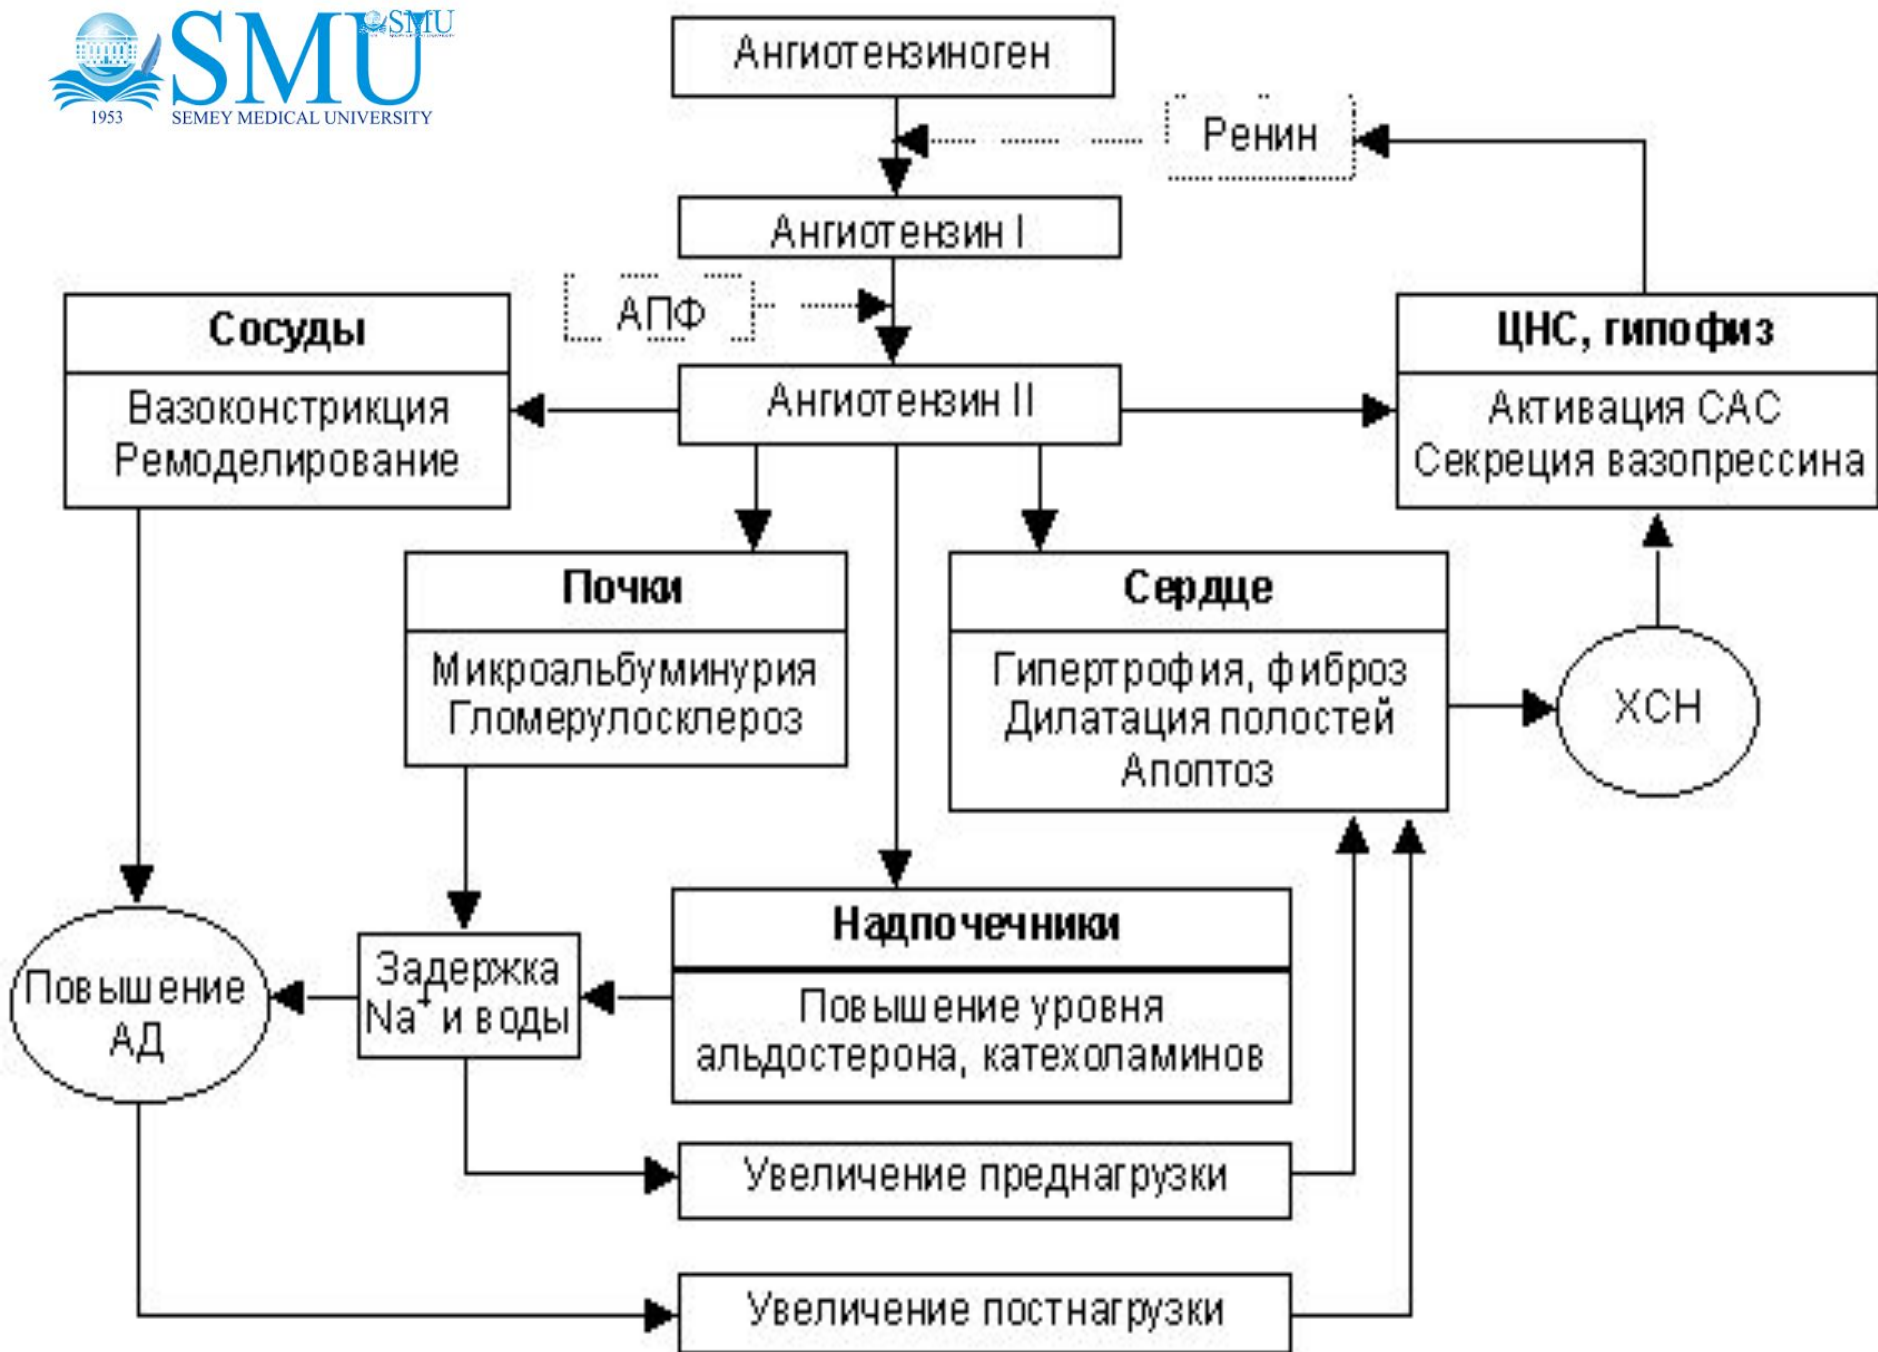 SMU
SMU
1953
SEMEY MEDICAL UNIVERSITY
Ангиотензиноген
Ренин
Ангиотензин I
АПФ
Сосуды
Вазоконстрикция
Ремоделирование
Ангиотензин II
ЦНС, гипофиз
Активация САС
Секреция вазопрессина
Почки
Микроальбуминурия
Гломерулосклероз
Сердце
Гипертрофия, фиброз
Дилатация полостей
Апоптоз
ХСН
Надпочечники
Повышение уровня
альдостерона, катехоламинов
Задержка
Na⁺ и воды
Повышение
АД
Увеличение преднагрузки
Увеличение постнагрузки